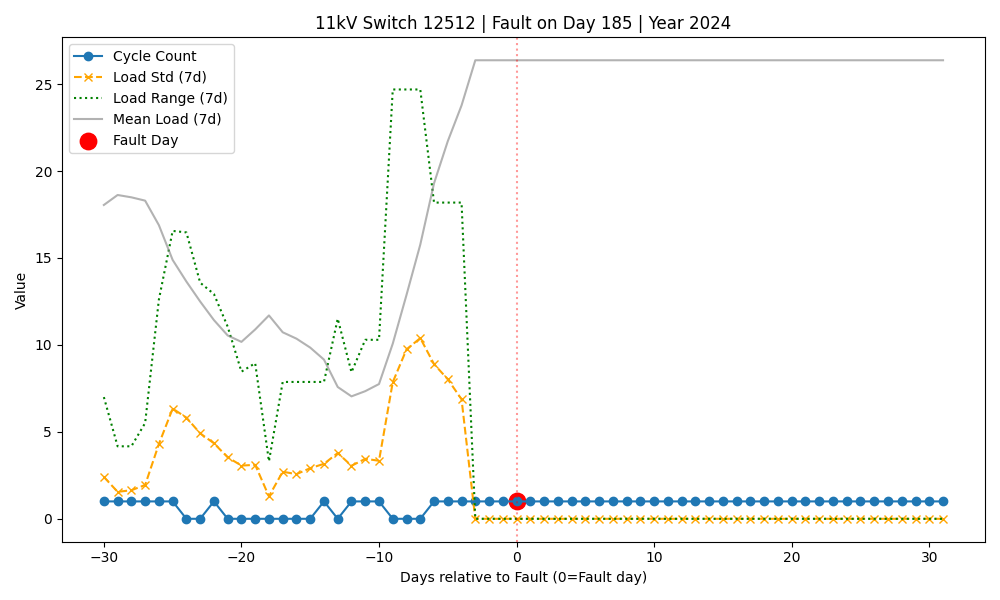 11kV Switch 12512 | Fault on Day 185 | Year 2024
Cycle Count
Load Std (7d)
Load Range (7d)
Mean Load (7d)
Fault Day
Value
25
20
15
10
5
0
−30
−20
−10
0
10
20
30
Days relative to Fault (0=Fault day)